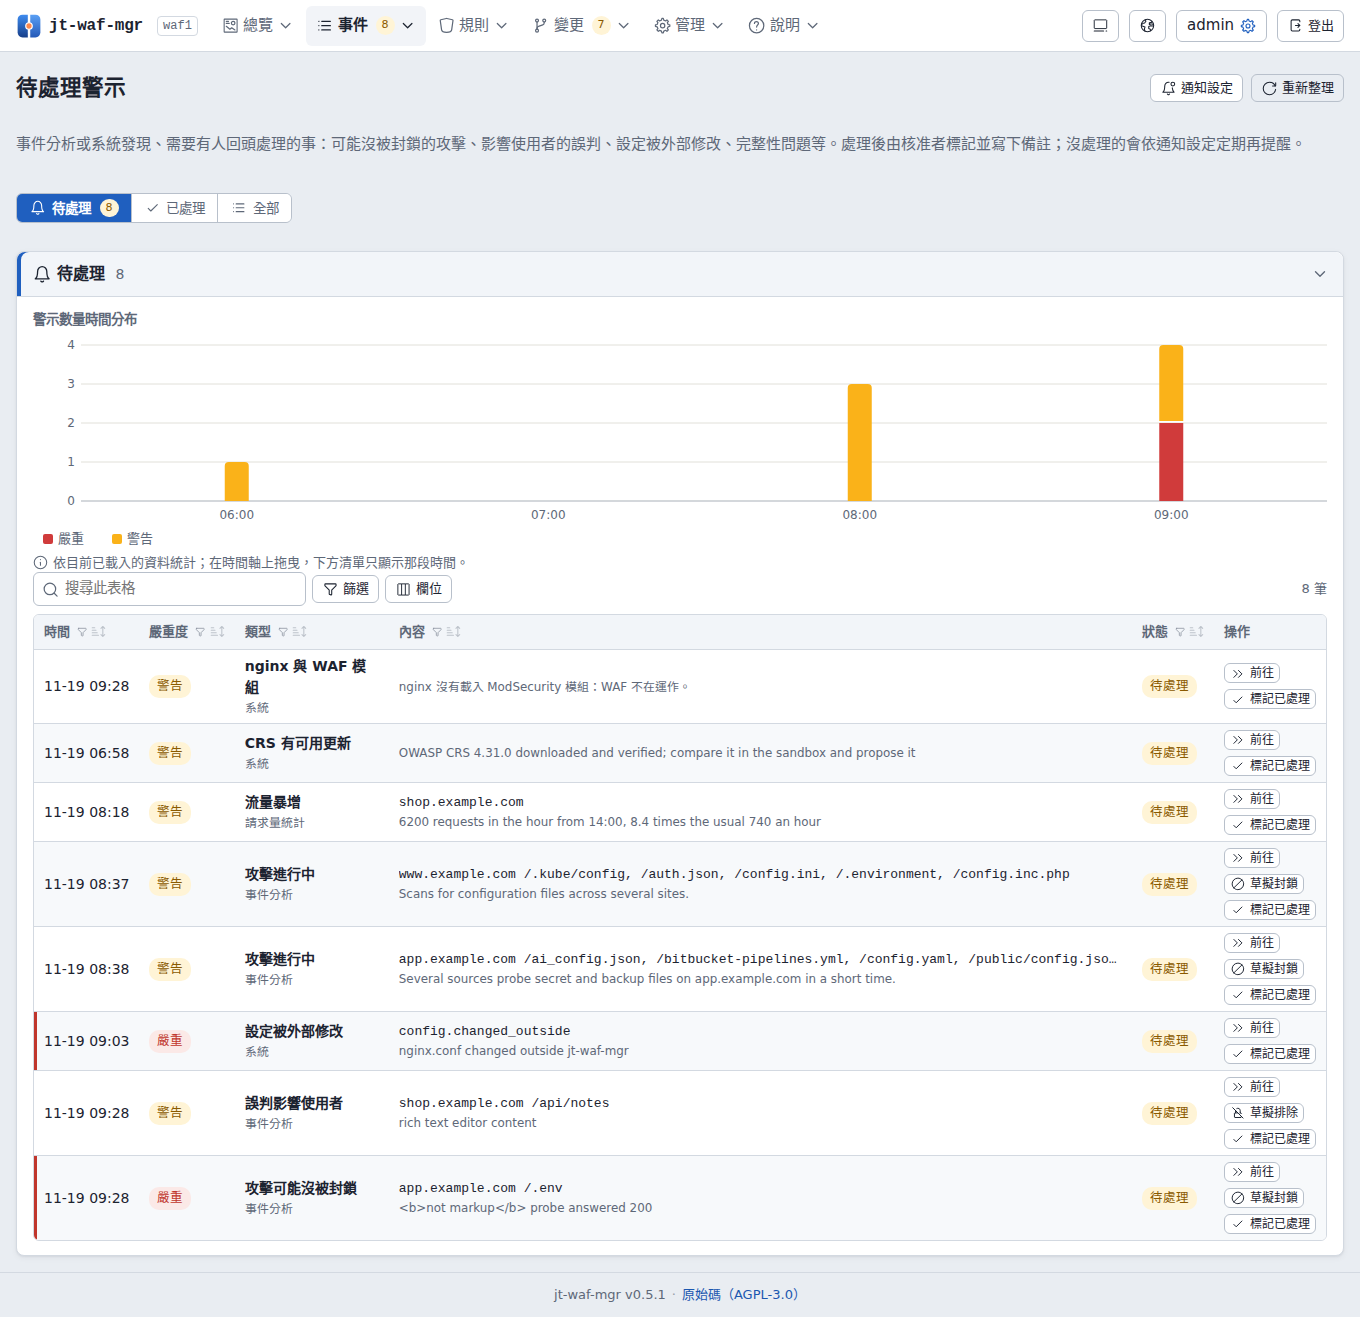 jt-waf-mgr waf1 總覽 事件 8 規則 變更 7 管理 說明 admin 登出
待處理警示 通知設定 重新整理
事件分析或系統發現、需要有人回頭處理的事：可能沒被封鎖的攻擊、影響使用者的誤判、設定被外部修改、完整性問題等。處理後由核准者標記並寫下備註；沒處理的會依通知設定定期再提醒。
待處理 8 已處理 全部
待處理 8
警示數量時間分布
4
3
2
1
0
06:00 07:00 08:00 09:00
嚴重 警告
依目前已載入的資料統計；在時間軸上拖曳，下方清單只顯示那段時間。
搜尋此表格 篩選 欄位 8 筆
時間 嚴重度 類型 內容 狀態 操作
11-19 09:28 警告 nginx 與 WAF 模組 系統 nginx 沒有載入 ModSecurity 模組：WAF 不在運作。 待處理 前往 標記已處理
11-19 06:58 警告 CRS 有可用更新 系統 OWASP CRS 4.31.0 downloaded and verified; compare it in the sandbox and propose it 待處理 前往 標記已處理
11-19 08:18 警告 流量暴增 請求量統計 shop.example.com 6200 requests in the hour from 14:00, 8.4 times the usual 740 an hour 待處理 前往 標記已處理
11-19 08:37 警告 攻擊進行中 事件分析 www.example.com /.kube/config, /auth.json, /config.ini, /.environment, /config.inc.php Scans for configuration files across several sites. 待處理 前往 草擬封鎖 標記已處理
11-19 08:38 警告 攻擊進行中 事件分析 app.example.com /ai_config.json, /bitbucket-pipelines.yml, /config.yaml, /public/config.jso… Several sources probe secret and backup files on app.example.com in a short time. 待處理 前往 草擬封鎖 標記已處理
11-19 09:03 嚴重 設定被外部修改 系統 config.changed_outside nginx.conf changed outside jt-waf-mgr 待處理 前往 標記已處理
11-19 09:28 警告 誤判影響使用者 事件分析 shop.example.com /api/notes rich text editor content 待處理 前往 草擬排除 標記已處理
11-19 09:28 嚴重 攻擊可能沒被封鎖 事件分析 app.example.com /.env <b>not markup</b> probe answered 200 待處理 前往 草擬封鎖 標記已處理
jt-waf-mgr v0.5.1 · 原始碼（AGPL-3.0）